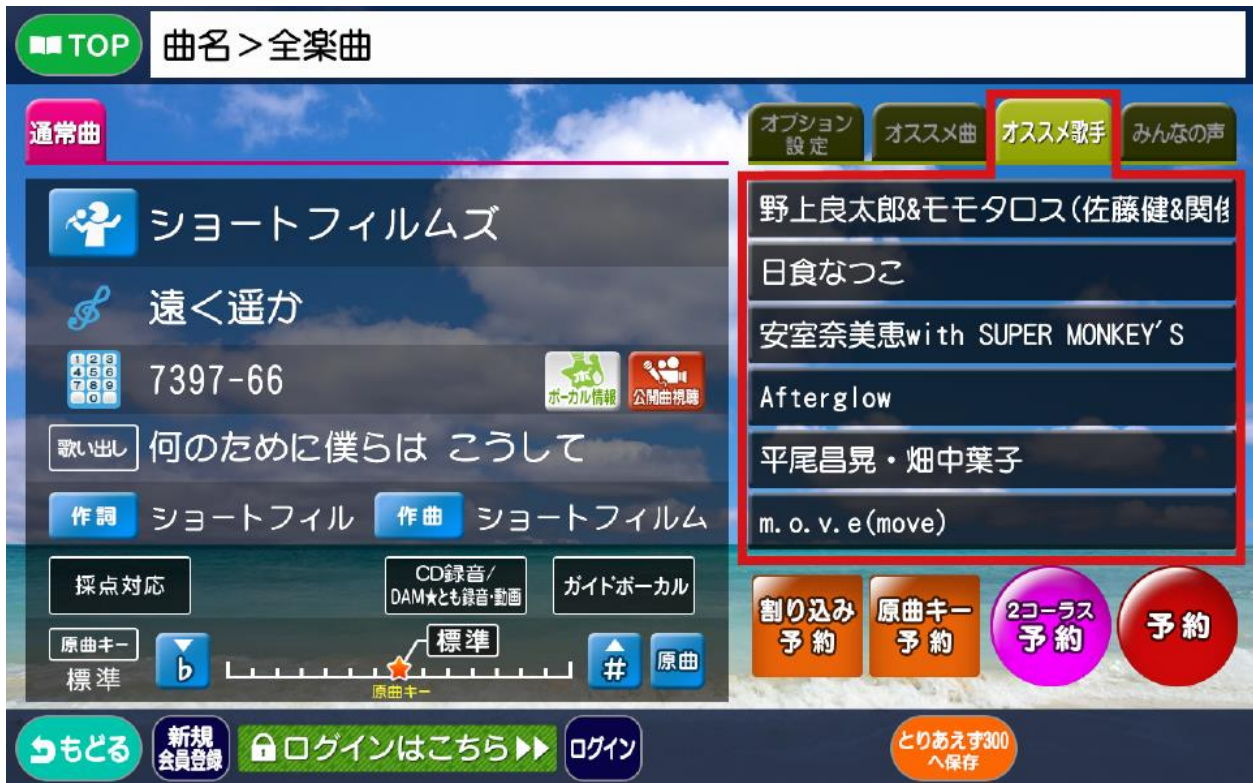 TOP
曲名>全楽曲
通常曲
オプション
設定
オススメ曲
オススメ歌手
みんなの声
ショートフィルムズ
遠く遥か
1 2 3
4 5 6
7 8 9
0
7397-66
ボーカル情報
公開曲視聴
歌い出し
何のために僕らは こうして
作詞
ショートフィル
作曲
ショートフィルム
採点対応
CD録音/
DAM★とも録音・動画
ガイドボーカル
原曲キー
標準
♭
標準
原曲キー
#
原曲
野上良太郎&モモタロス(佐藤健&関俊
日食なつこ
安室奈美恵with SUPER MONKEY'S
Afterglow
平尾昌晃・畑中葉子
m.o.v.e(move)
割り込み
予約
原曲キー
予約
2コーラス
予約
予約
もどる
新規
会員登録
ログインはこちら▶▶
ログイン
とりあえず300
へ保存